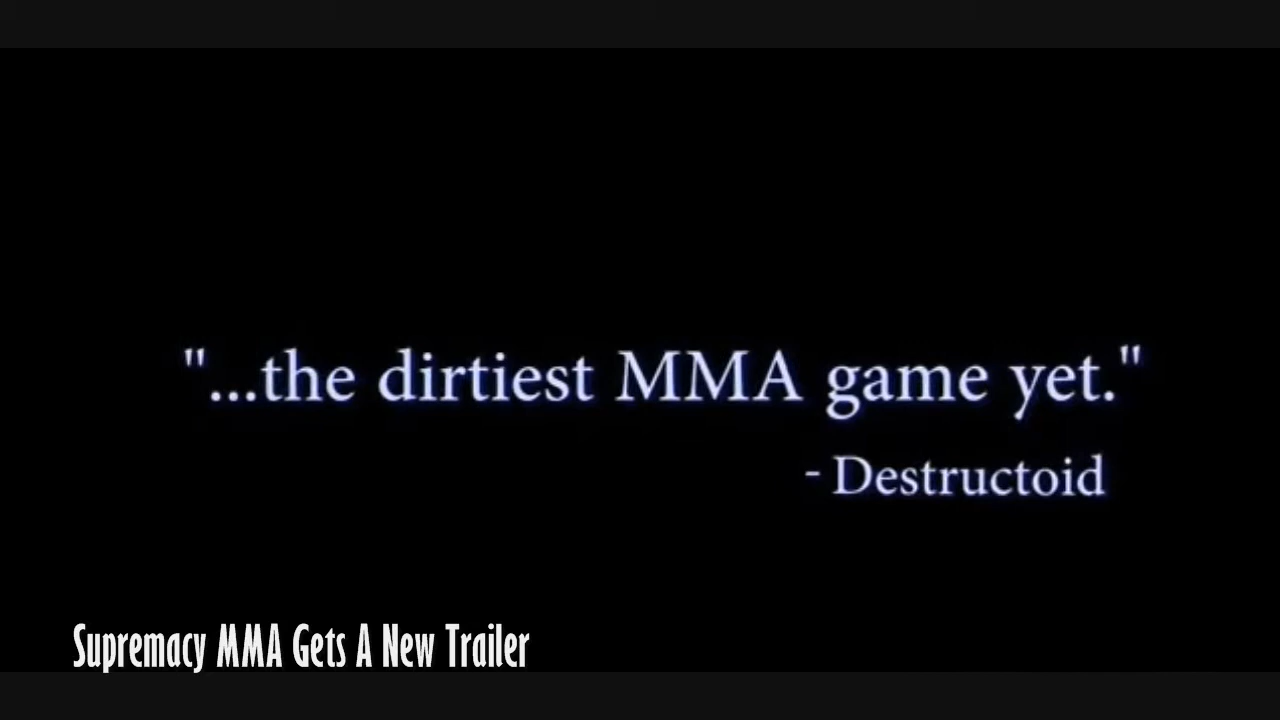 "...the dirtiest MMA game yet."
- Destructoid
Supremacy MMA Gets A New Trailer